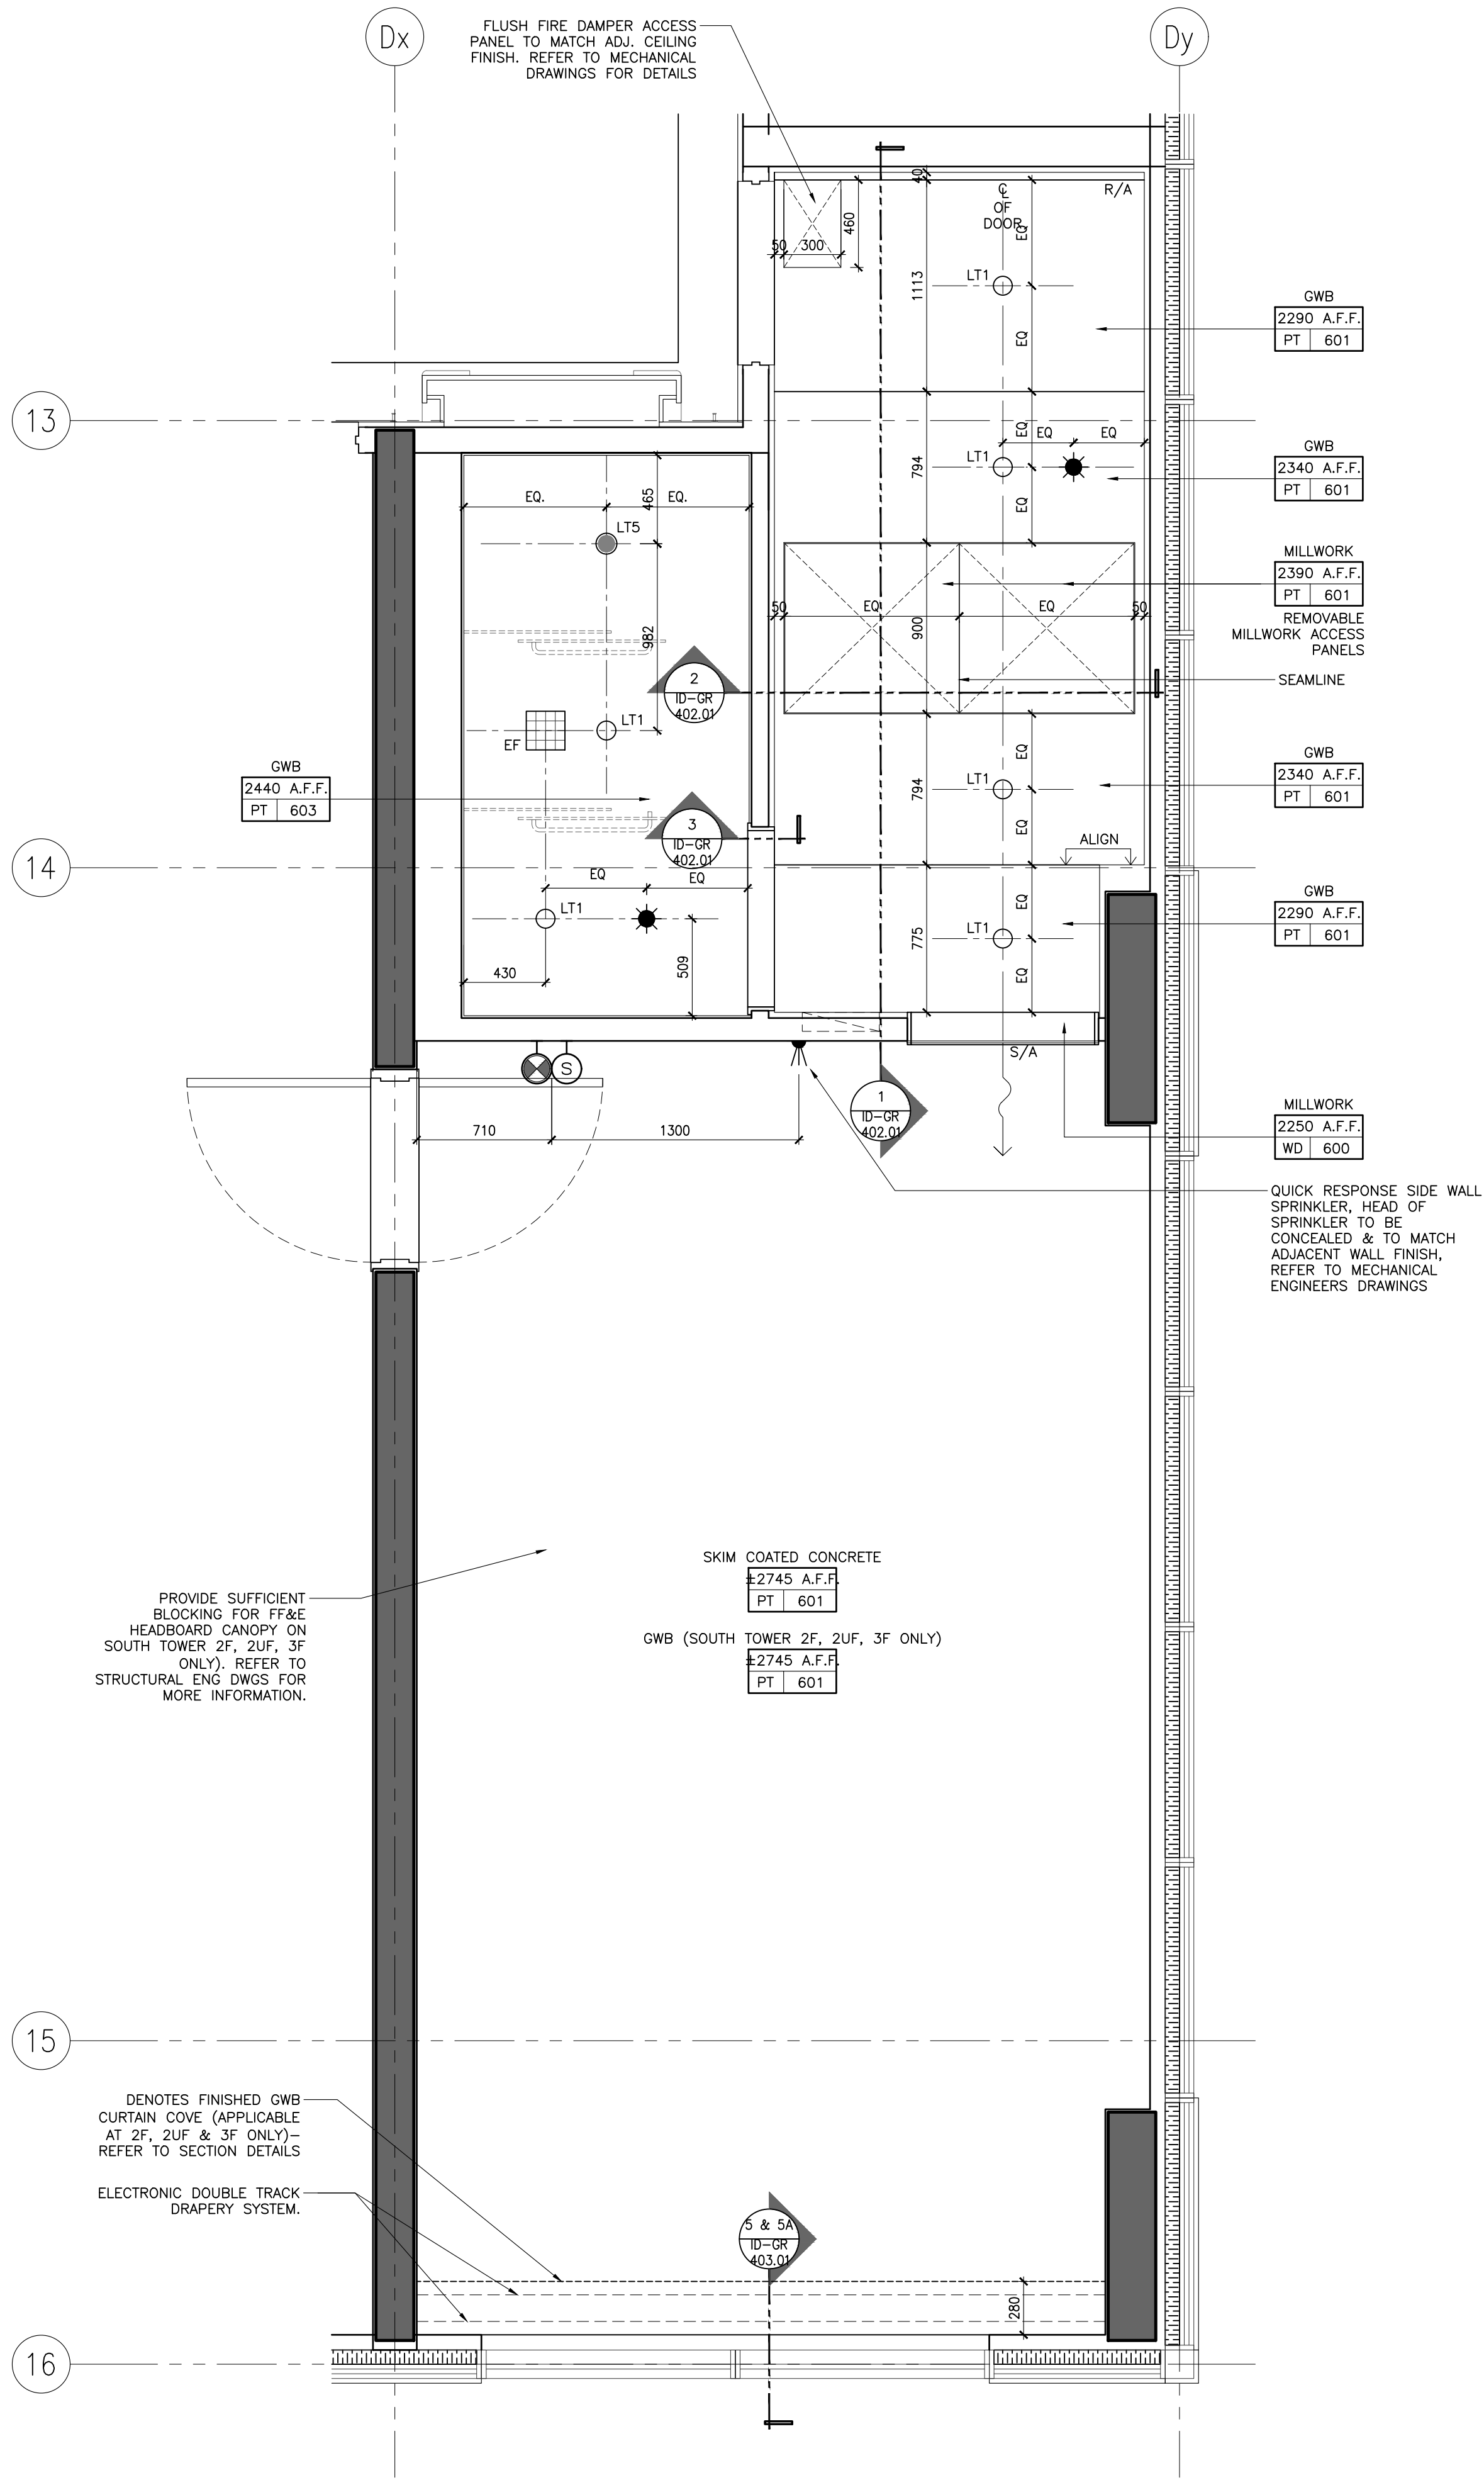 Dx
Dy
FLUSH FIRE DAMPER ACCESS
PANEL TO MATCH ADJ. CEILING
FINISH. REFER TO MECHANICAL
DRAWINGS FOR DETAILS
40
℄
OF
DOOR
R/A
EQ
460
50
300
LT1
1113
EQ
GWB
2290 A.F.F.
PT 601
13
EQ
EQ
EQ
LT1
794
EQ
GWB
2340 A.F.F.
PT 601
EQ.
465
EQ.
LT5
MILLWORK
2390 A.F.F.
PT 601
REMOVABLE
MILLWORK ACCESS
PANELS
50
EQ
EQ
50
900
982
SEAMLINE
2
ID-GR
402.01
LT1
EF
EQ
GWB
2440 A.F.F.
PT 603
LT1
794
EQ
GWB
2340 A.F.F.
PT 601
3
ID-GR
402.01
ALIGN
14
EQ
EQ
LT1
430
509
EQ
LT1
775
EQ
GWB
2290 A.F.F.
PT 601
S
S/A
710
1300
1
ID-GR
402.01
MILLWORK
2250 A.F.F.
WD 600
QUICK RESPONSE SIDE WALL
SPRINKLER, HEAD OF
SPRINKLER TO BE
CONCEALED & TO MATCH
ADJACENT WALL FINISH,
REFER TO MECHANICAL
ENGINEERS DRAWINGS
SKIM COATED CONCRETE
±2745 A.F.F.
PT 601
GWB (SOUTH TOWER 2F, 2UF, 3F ONLY)
±2745 A.F.F.
PT 601
PROVIDE SUFFICIENT
BLOCKING FOR FF&E
HEADBOARD CANOPY ON
SOUTH TOWER 2F, 2UF, 3F
ONLY). REFER TO
STRUCTURAL ENG DWGS FOR
MORE INFORMATION.
15
DENOTES FINISHED GWB
CURTAIN COVE (APPLICABLE
AT 2F, 2UF & 3F ONLY)–
REFER TO SECTION DETAILS
ELECTRONIC DOUBLE TRACK
DRAPERY SYSTEM.
5 & 5A
ID-GR
403.01
280
16